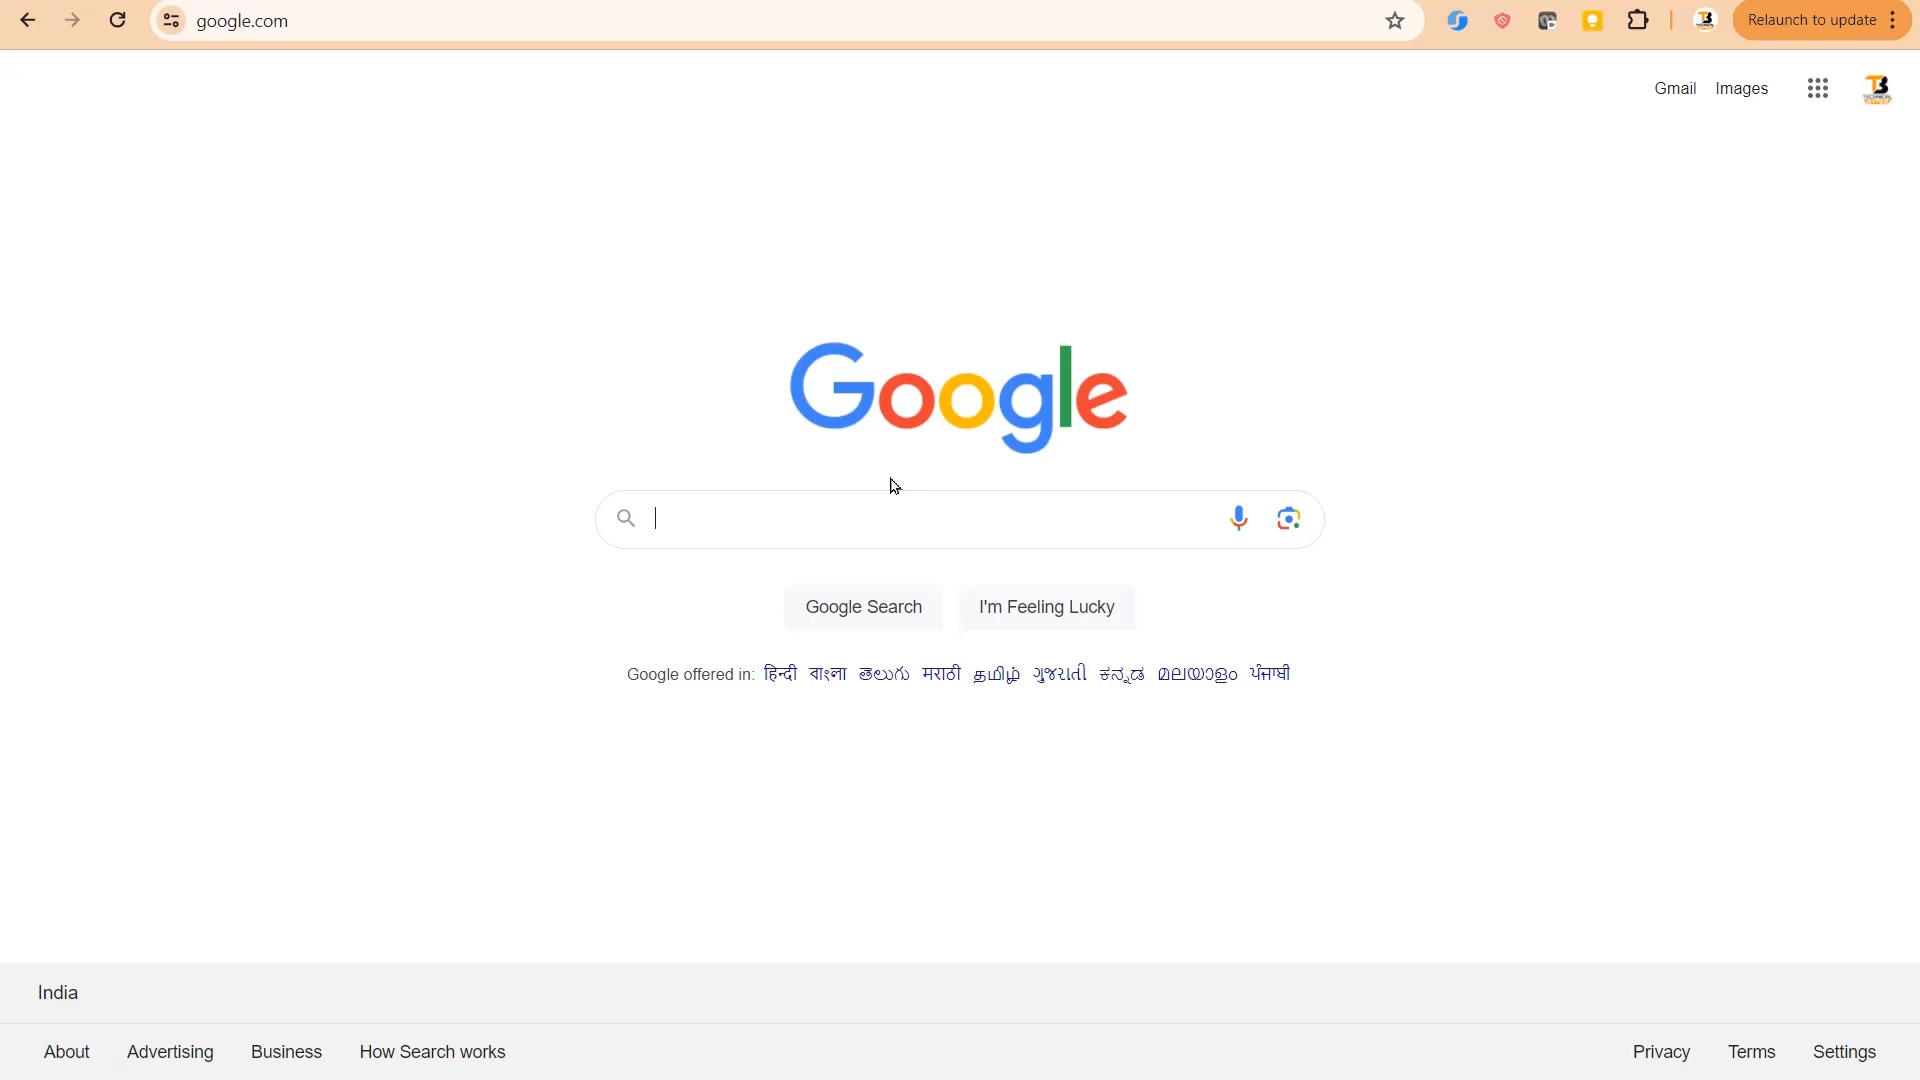 google.com
Relaunch to update
Gmail Images
Google
Google Search I'm Feeling Lucky
Google offered in: हिन्दी বাংলা తెలుగు मराठी தமிழ் ગુજરાતી ಕನ್ನಡ മലയാളം ਪੰਜਾਬੀ
India
About Advertising Business How Search works Privacy Terms Settings